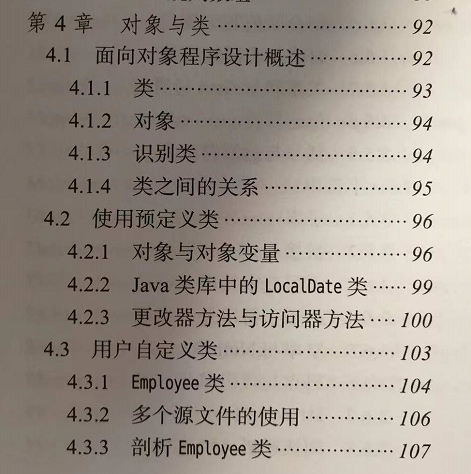 第 4 章 对象与类 ………… 92
4.1 面向对象程序设计概述 ………… 92
4.1.1 类 ………… 93
4.1.2 对象 ………… 94
4.1.3 识别类 ………… 94
4.1.4 类之间的关系 ………… 95
4.2 使用预定义类 ………… 96
4.2.1 对象与对象变量 ………… 96
4.2.2 Java 类库中的 LocalDate 类 …… 99
4.2.3 更改器方法与访问器方法 …… 100
4.3 用户自定义类 ………… 103
4.3.1 Employee 类 ………… 104
4.3.2 多个源文件的使用 ………… 106
4.3.3 剖析 Employee 类 ………… 107